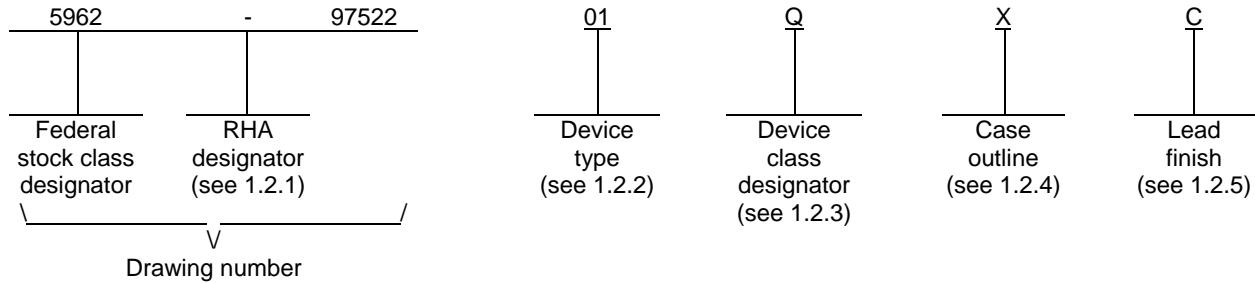 5962 - 97522 01 Q X C
Federal RHA Device Device Case Lead
stock class designator type class outline finish
designator (see 1.2.1) (see 1.2.2) designator (see 1.2.4) (see 1.2.5)
(see 1.2.3)
Drawing number